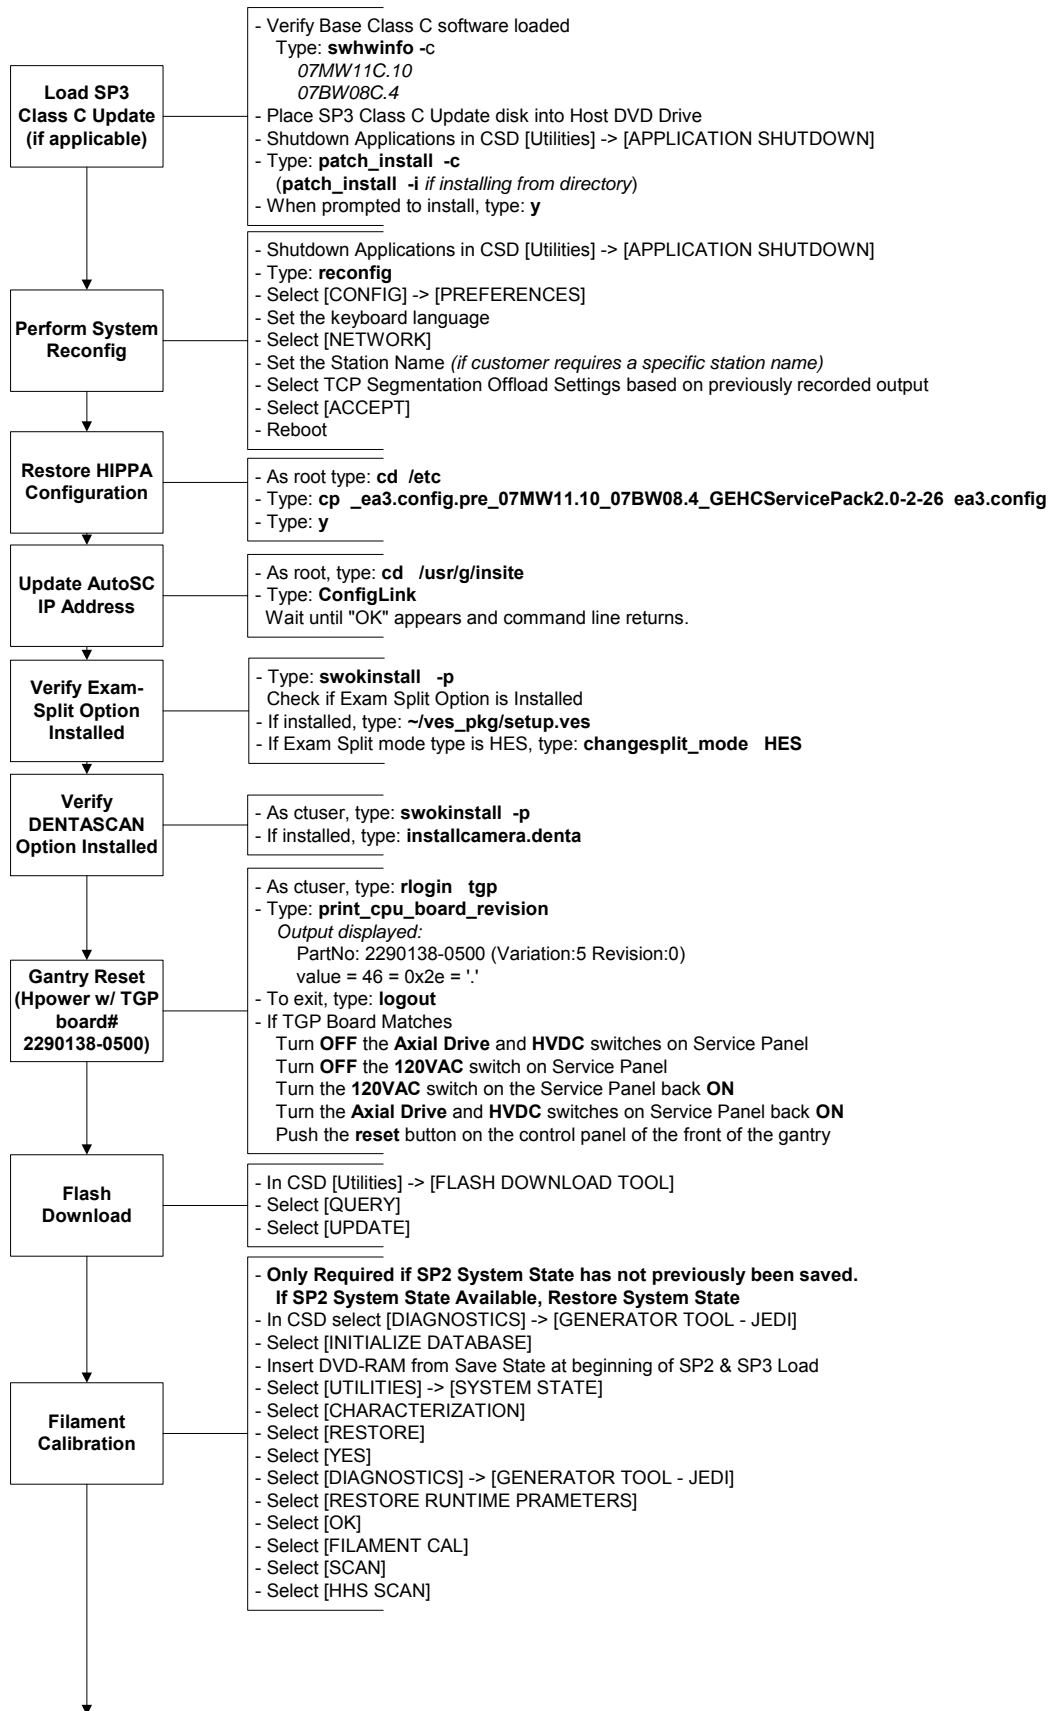 Load SP3
Class C Update
(if applicable)
- Verify Base Class C software loaded
Type: swhwinfo -c
07MW11C.10
07BW08C.4
- Place SP3 Class C Update disk into Host DVD Drive
- Shutdown Applications in CSD [Utilities] -> [APPLICATION SHUTDOWN]
- Type: patch_install -c
(patch_install -i if installing from directory)
- When prompted to install, type: y
Perform System
Reconfig
- Shutdown Applications in CSD [Utilities] -> [APPLICATION SHUTDOWN]
- Type: reconfig
- Select [CONFIG] -> [PREFERENCES]
- Set the keyboard language
- Select [NETWORK]
- Set the Station Name (if customer requires a specific station name)
- Select TCP Segmentation Offload Settings based on previously recorded output
- Select [ACCEPT]
- Reboot
Restore HIPPA
Configuration
- As root type: cd /etc
- Type: cp _ea3.config.pre_07MW11.10_07BW08.4_GEHCServicePack2.0-2-26 ea3.config
- Type: y
Update AutoSC
IP Address
- As root, type: cd /usr/g/insite
- Type: ConfigLink
Wait until "OK" appears and command line returns.
Verify Exam-
Split Option
Installed
- Type: swokinstall -p
Check if Exam Split Option is Installed
- If installed, type: ~/ves_pkg/setup.ves
- If Exam Split mode type is HES, type: changesplit_mode HES
Verify
DENTASCAN
Option Installed
- As ctuser, type: swokinstall -p
- If installed, type: installcamera.denta
Gantry Reset
(Hpower w/ TGP
board#
2290138-0500)
- As ctuser, type: rlogin tgp
- Type: print_cpu_board_revision
Output displayed:
PartNo: 2290138-0500 (Variation:5 Revision:0)
value = 46 = 0x2e = '.'
- To exit, type: logout
- If TGP Board Matches
Turn OFF the Axial Drive and HVDC switches on Service Panel
Turn OFF the 120VAC switch on Service Panel
Turn the 120VAC switch on the Service Panel back ON
Turn the Axial Drive and HVDC switches on Service Panel back ON
Push the reset button on the control panel of the front of the gantry
Flash
Download
- In CSD [Utilities] -> [FLASH DOWNLOAD TOOL]
- Select [QUERY]
- Select [UPDATE]
Filament
Calibration
- Only Required if SP2 System State has not previously been saved.
If SP2 System State Available, Restore System State
- In CSD select [DIAGNOSTICS] -> [GENERATOR TOOL - JEDI]
- Select [INITIALIZE DATABASE]
- Insert DVD-RAM from Save State at beginning of SP2 & SP3 Load
- Select [UTILITIES] -> [SYSTEM STATE]
- Select [CHARACTERIZATION]
- Select [RESTORE]
- Select [YES]
- Select [DIAGNOSTICS] -> [GENERATOR TOOL - JEDI]
- Select [RESTORE RUNTIME PRAMETERS]
- Select [OK]
- Select [FILAMENT CAL]
- Select [SCAN]
- Select [HHS SCAN]